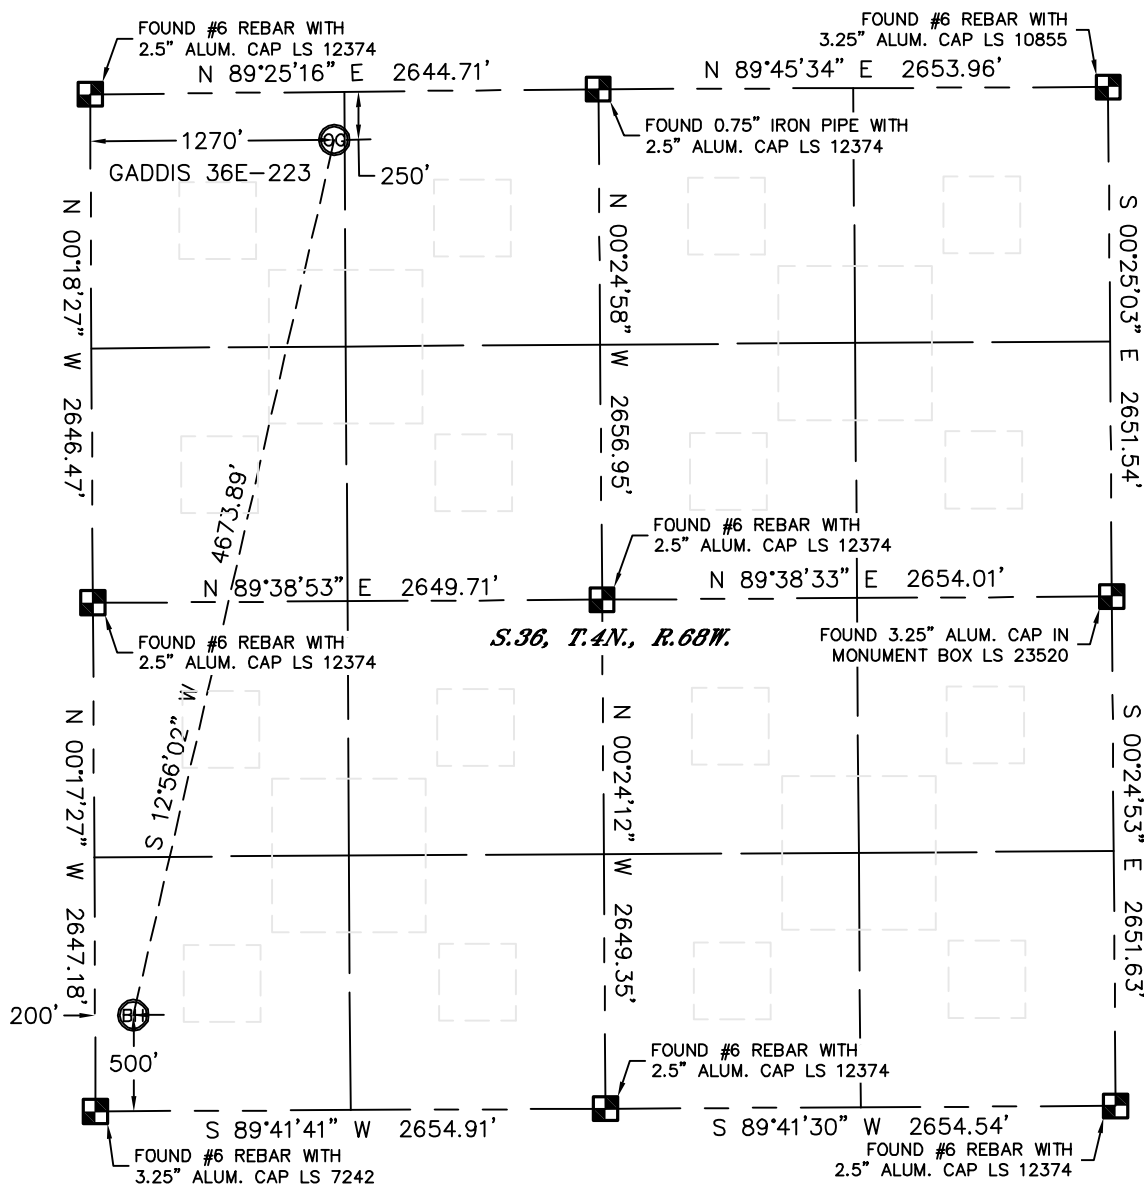 FOUND #6 REBAR WITH
2.5" ALUM. CAP LS 12374
FOUND #6 REBAR WITH
3.25" ALUM. CAP LS 10855
N 89°25'16" E 2644.71'
N 89°45'34" E 2653.96'
FOUND 0.75" IRON PIPE WITH
2.5" ALUM. CAP LS 12374
1270'
OG
GADDIS 36E-223
250'
N 00°18'27" W 2646.47'
N 00°24'58" W 2656.95'
S 00°25'03" E 2651.54'
4673.89'
S 12°56'02" W
FOUND #6 REBAR WITH
2.5" ALUM. CAP LS 12374
N 89°38'53" E 2649.71'
N 89°38'33" E 2654.01'
S.36, T.4N., R.68W.
FOUND #6 REBAR WITH
2.5" ALUM. CAP LS 12374
FOUND 3.25" ALUM. CAP IN
MONUMENT BOX LS 23520
N 00°17'27" W 2647.18'
N 00°24'12" W 2649.35'
S 00°24'53" E 2651.63'
200'
BH
500'
FOUND #6 REBAR WITH
2.5" ALUM. CAP LS 12374
S 89°41'41" W 2654.91'
S 89°41'30" W 2654.54'
FOUND #6 REBAR WITH
3.25" ALUM. CAP LS 7242
FOUND #6 REBAR WITH
2.5" ALUM. CAP LS 12374